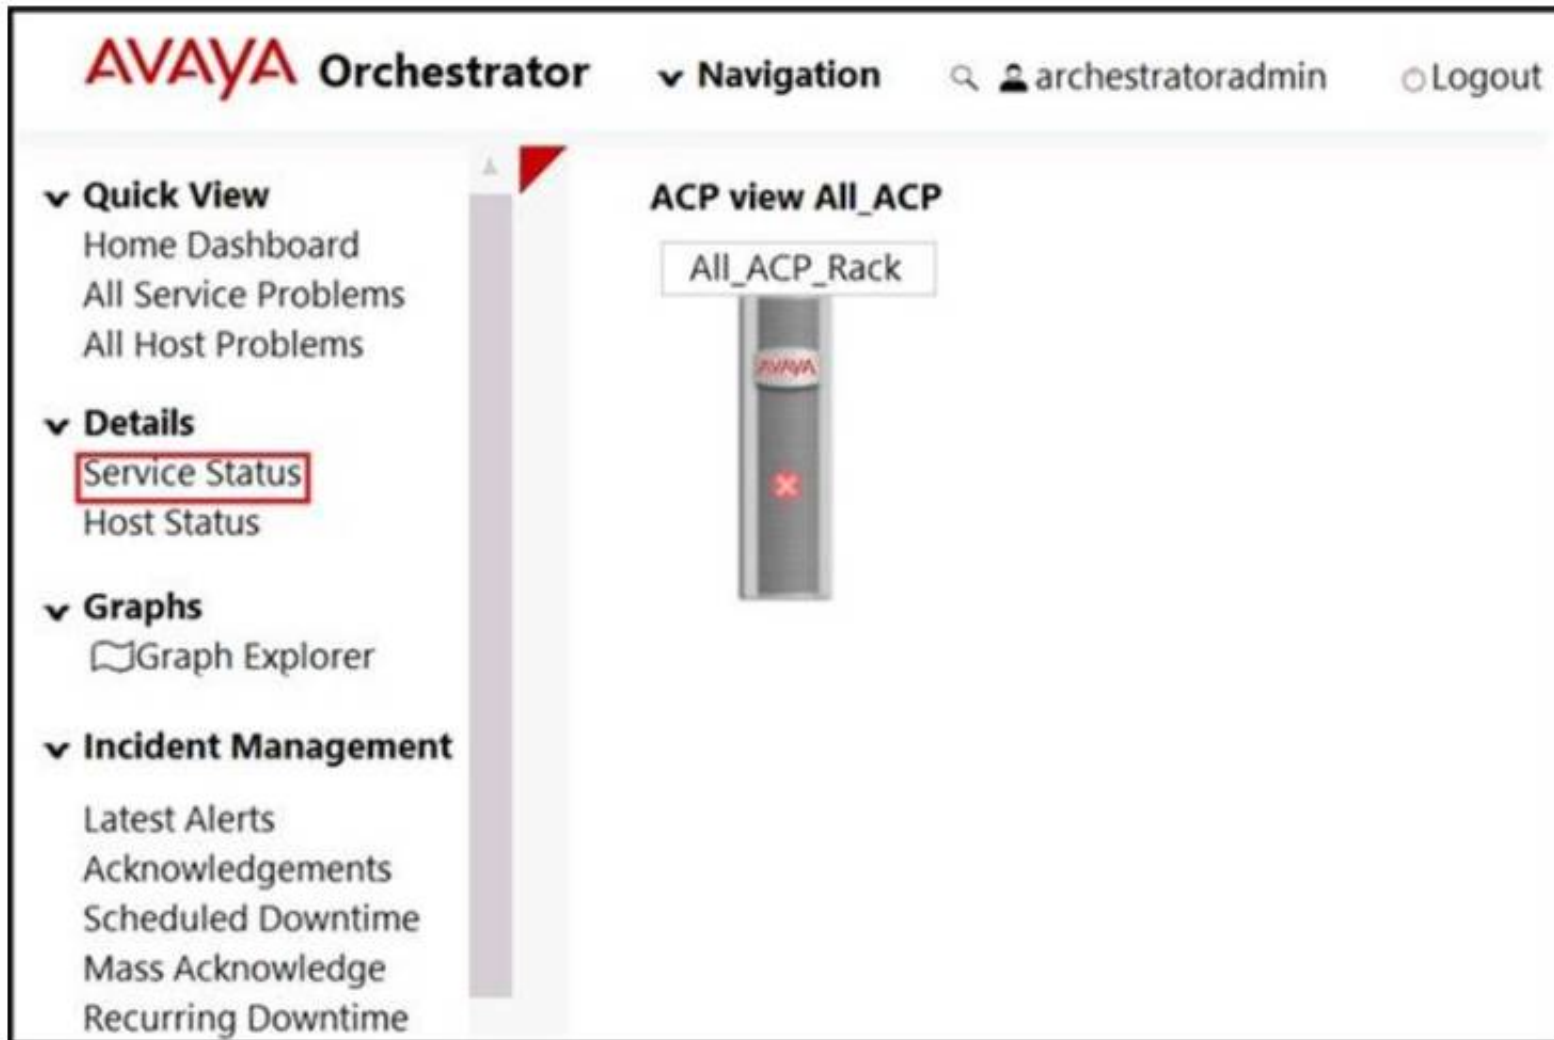 AVAYA Orchestrator Navigation archestratoradmin Logout
Quick View
Home Dashboard
All Service Problems
All Host Problems
Details
Service Status
Host Status
Graphs
Graph Explorer
Incident Management
Latest Alerts
Acknowledgements
Scheduled Downtime
Mass Acknowledge
Recurring Downtime
ACP view All_ACP
All_ACP_Rack
AVAYA